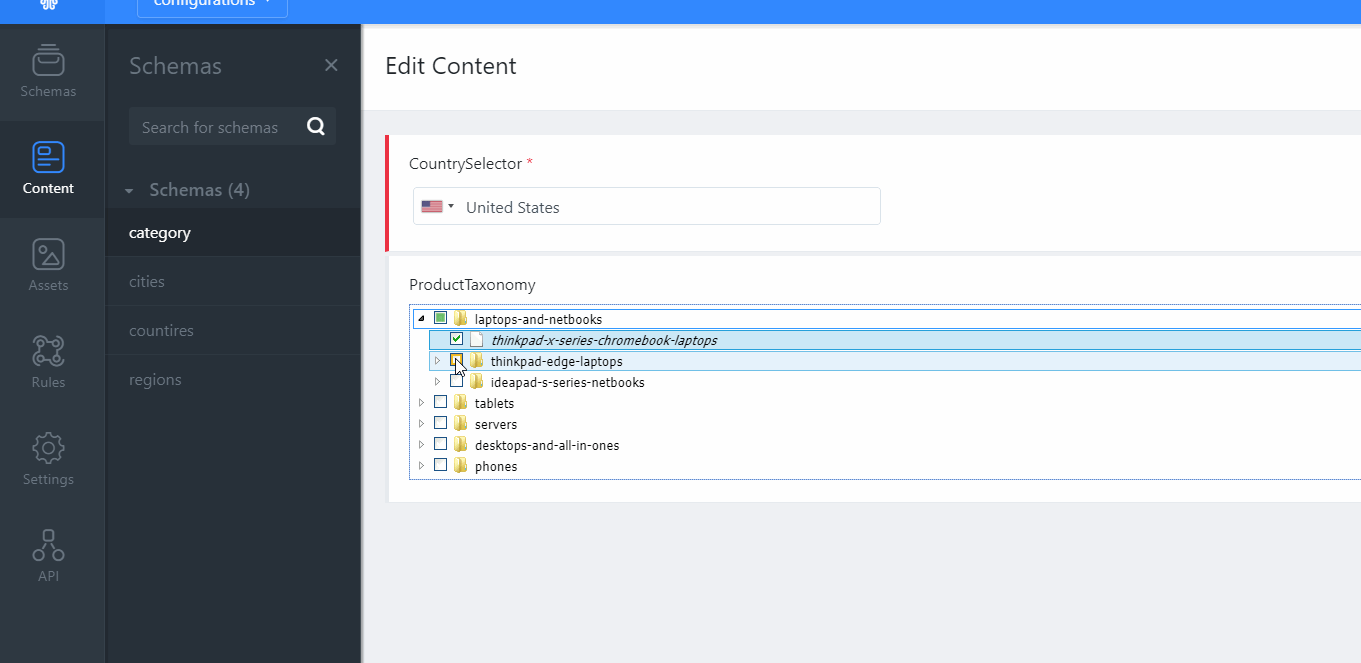 configurations
Schemas
Content
Assets
Rules
Settings
API
Schemas
Search for schemas
Schemas (4)
category
cities
countires
regions
Edit Content
CountrySelector *
United States
ProductTaxonomy
laptops-and-netbooks
thinkpad-x-series-chromebook-laptops
thinkpad-edge-laptops
ideapad-s-series-netbooks
tablets
servers
desktops-and-all-in-ones
phones